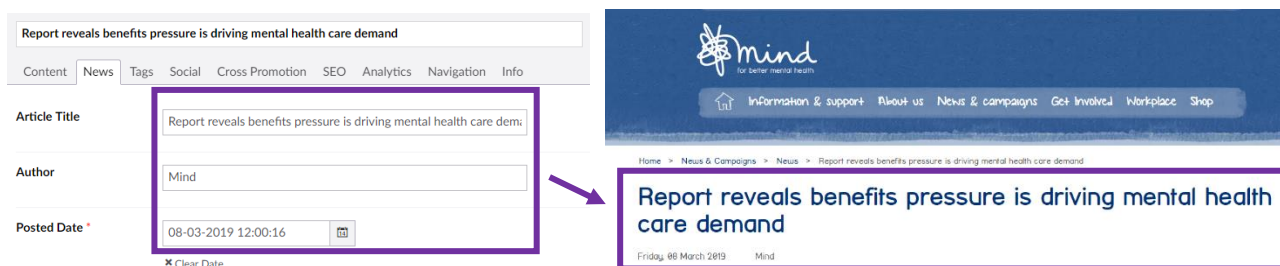 Report reveals benefits pressure is driving mental health care demand
Content News Tags Social Cross Promotion SEO Analytics Navigation Info
Article Title
Report reveals benefits pressure is driving mental health care dema
Author
Mind
Posted Date *
08-03-2019 12:00:16
✖ Clear Date
mind
for better mental health
Information & support About us News & campaigns Get Involved Workplace Shop
Home > News & Campaigns > News > Report reveals benefits pressure is driving mental health care demand
Report reveals benefits pressure is driving mental health
care demand
Friday, 08 March 2019 Mind